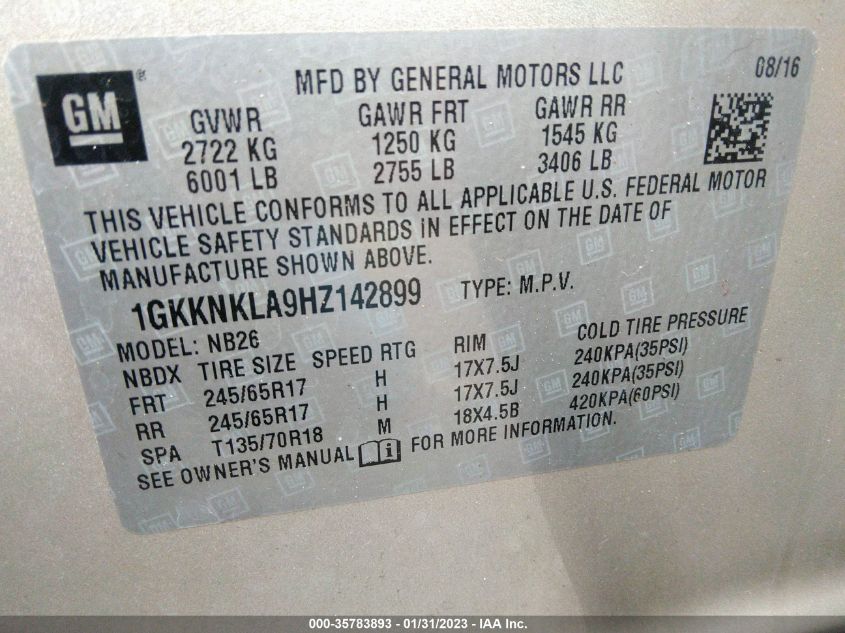 GM ® MFD BY GENERAL MOTORS LLC 08/16
GVWR GAWR FRT GAWR RR
2722 KG 1250 KG 1545 KG
6001 LB 2755 LB 3406 LB
THIS VEHICLE CONFORMS TO ALL APPLICABLE U.S. FEDERAL MOTOR
VEHICLE SAFETY STANDARDS IN EFFECT ON THE DATE OF
MANUFACTURE SHOWN ABOVE.
1GKKNKLA9HZ142899 TYPE: M.P.V.
MODEL: NB26
NBDX TIRE SIZE SPEED RTG RIM COLD TIRE PRESSURE
FRT 245/65R17 H 17X7.5J 240KPA(35PSI)
RR 245/65R17 H 17X7.5J 240KPA(35PSI)
SPA T135/70R18 M 18X4.5B 420KPA(60PSI)
SEE OWNER'S MANUAL i FOR MORE INFORMATION.
000-35783893 - 01/31/2023 - IAA Inc.